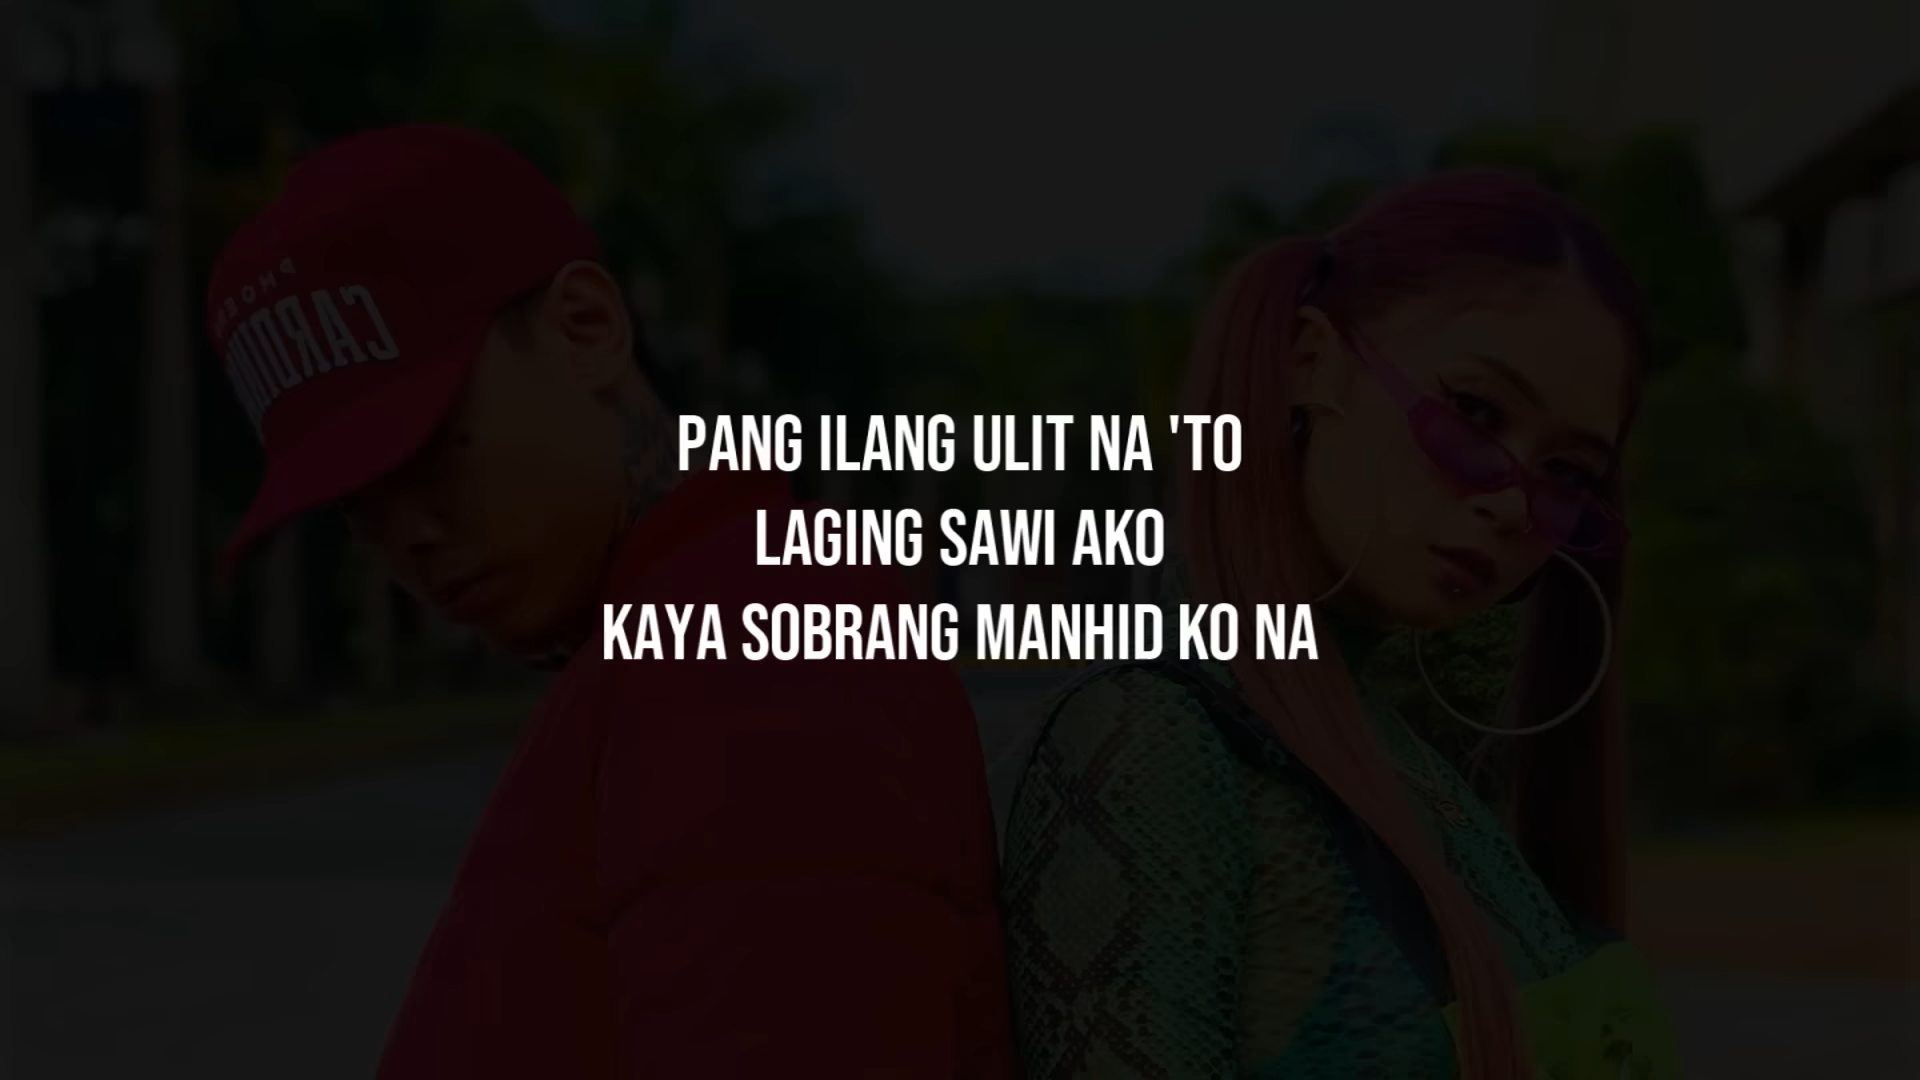 PANG ILANG ULIT NA 'TO
LAGING SAWI AKO
KAYA SOBRANG MANHID KO NA